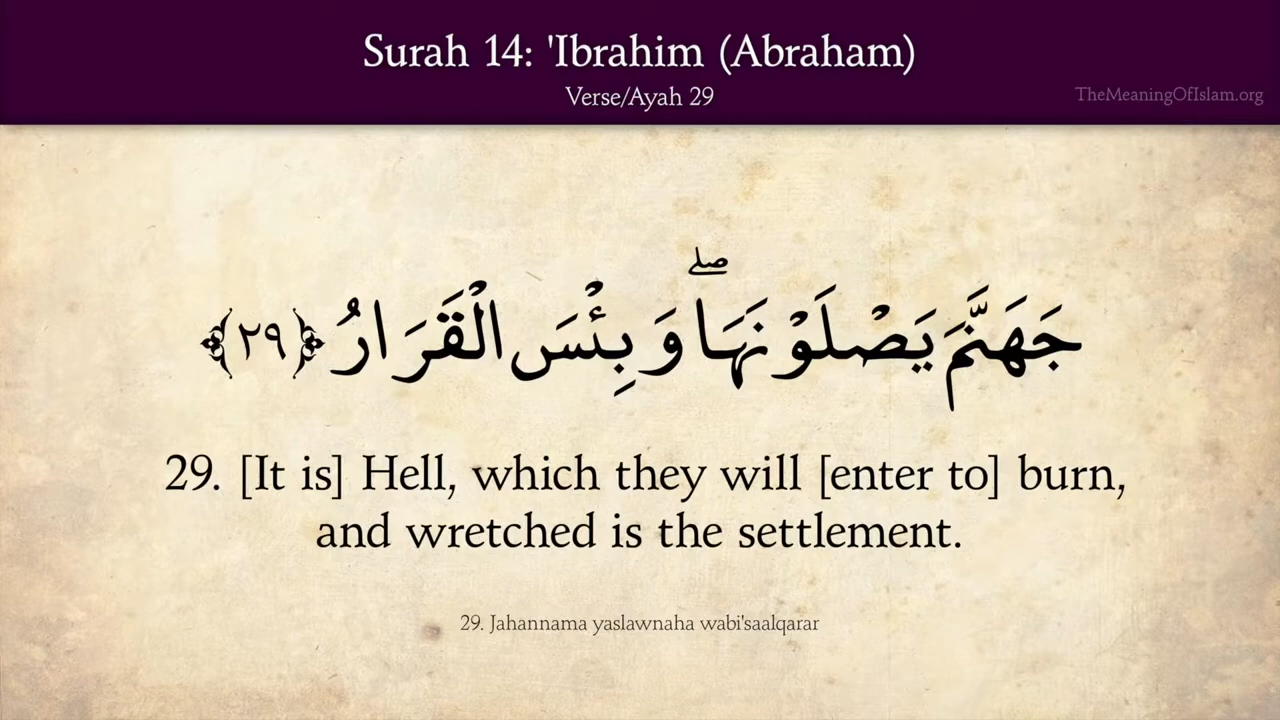 Surah 14: 'Ibrahim (Abraham)
Verse/Ayah 29
TheMeaningOfIslam.org
جَهَنَّمَ يَصْلَوْنَهَا ۖ وَبِئْسَ الْقَرَارُ ﴿٢٩﴾
29. [It is] Hell, which they will [enter to] burn,
and wretched is the settlement.
29. Jahannama yaslawnaha wabi'saalqarar